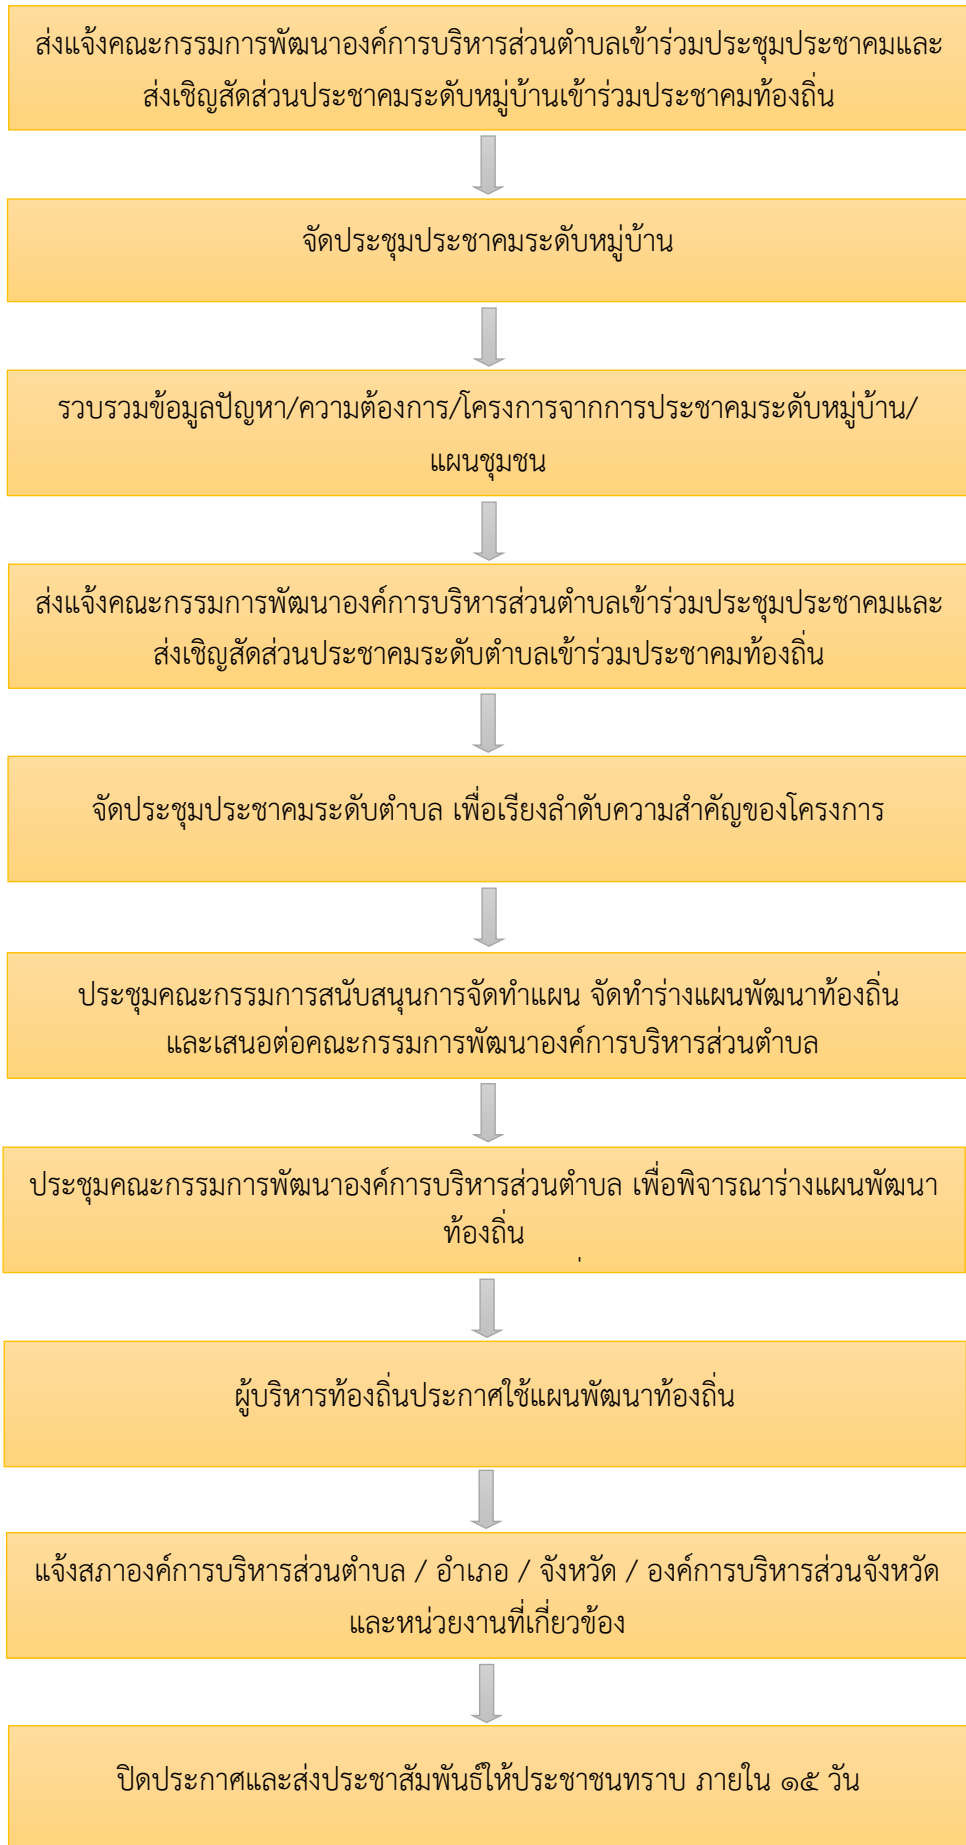 ส่งแจ้งคณะกรรมการพัฒนาองค์การบริหารส่วนตำบลเข้าร่วมประชุมประชาคมและ
ส่งเชิญสัดส่วนประชาคมระดับหมู่บ้านเข้าร่วมประชาคมท้องถิ่น
จัดประชุมประชาคมระดับหมู่บ้าน
รวบรวมข้อมูลปัญหา/ความต้องการ/โครงการจากการประชาคมระดับหมู่บ้าน/
แผนชุมชน
ส่งแจ้งคณะกรรมการพัฒนาองค์การบริหารส่วนตำบลเข้าร่วมประชุมประชาคมและ
ส่งเชิญสัดส่วนประชาคมระดับตำบลเข้าร่วมประชาคมท้องถิ่น
จัดประชุมประชาคมระดับตำบล เพื่อเรียงลำดับความสำคัญของโครงการ
ประชุมคณะกรรมการสนับสนุนการจัดทำแผน จัดทำร่างแผนพัฒนาท้องถิ่น
และเสนอต่อคณะกรรมการพัฒนาองค์การบริหารส่วนตำบล
ประชุมคณะกรรมการพัฒนาองค์การบริหารส่วนตำบล เพื่อพิจารณาร่างแผนพัฒนา
ท้องถิ่น
ผู้บริหารท้องถิ่นประกาศใช้แผนพัฒนาท้องถิ่น
แจ้งสภาองค์การบริหารส่วนตำบล / อำเภอ / จังหวัด / องค์การบริหารส่วนจังหวัด
และหน่วยงานที่เกี่ยวข้อง
ปิดประกาศและส่งประชาสัมพันธ์ให้ประชาชนทราบ ภายใน ๑๕ วัน